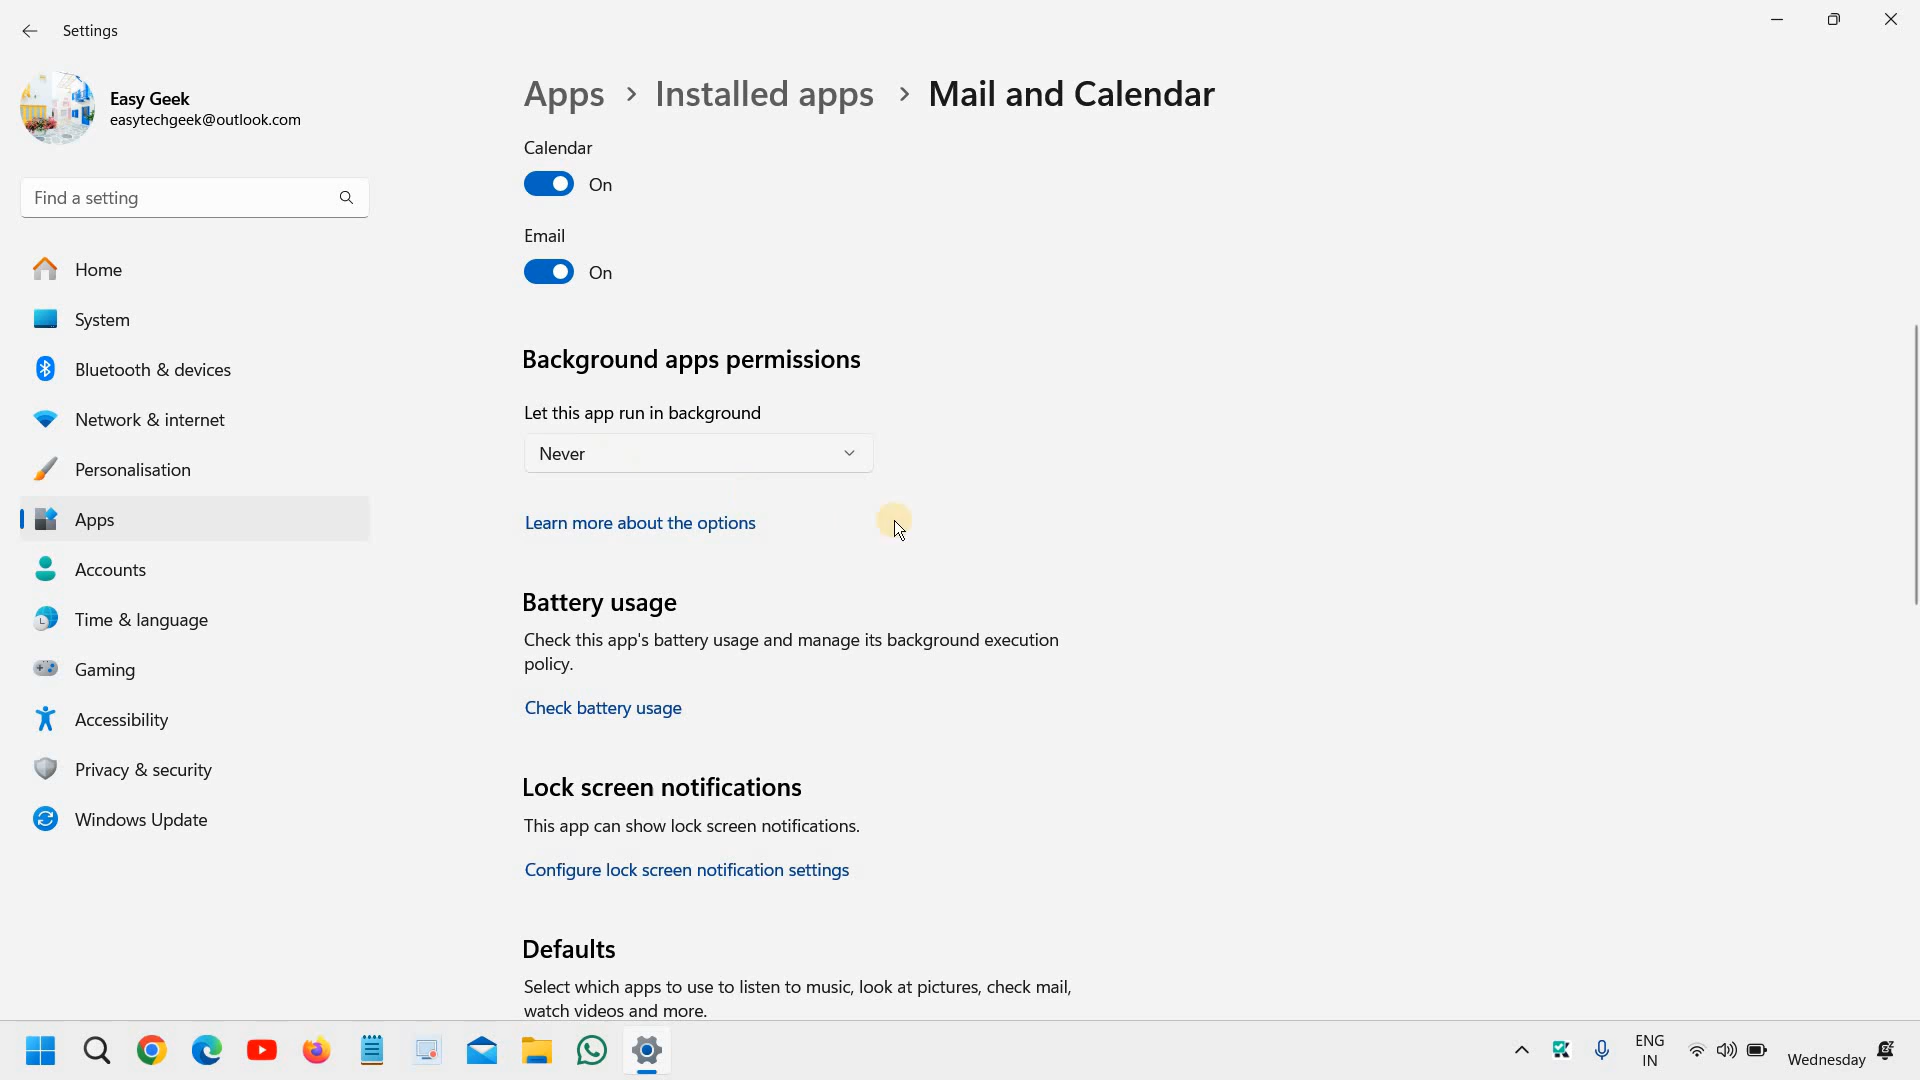 Settings
Easy Geek
easytechgeek@outlook.com
Find a setting
Home
System
Bluetooth & devices
Network & internet
Personalisation
Apps
Accounts
Time & language
Gaming
Accessibility
Privacy & security
Windows Update
Apps > Installed apps > Mail and Calendar
Calendar
On
Email
On
Background apps permissions
Let this app run in background
Never
Learn more about the options
Battery usage
Check this app's battery usage and manage its background execution
policy.
Check battery usage
Lock screen notifications
This app can show lock screen notifications.
Configure lock screen notification settings
Defaults
Select which apps to use to listen to music, look at pictures, check mail,
watch videos and more.
ENG
IN
Wednesday